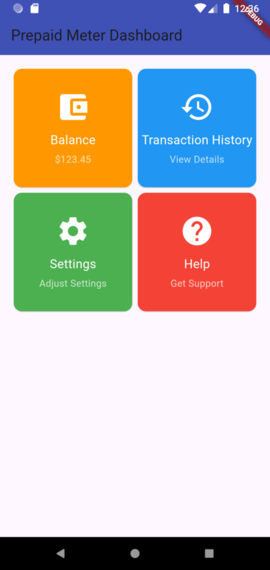 12:36
DEBUG
Prepaid Meter Dashboard
Balance
$123.45
Transaction History
View Details
Settings
Adjust Settings
Help
Get Support